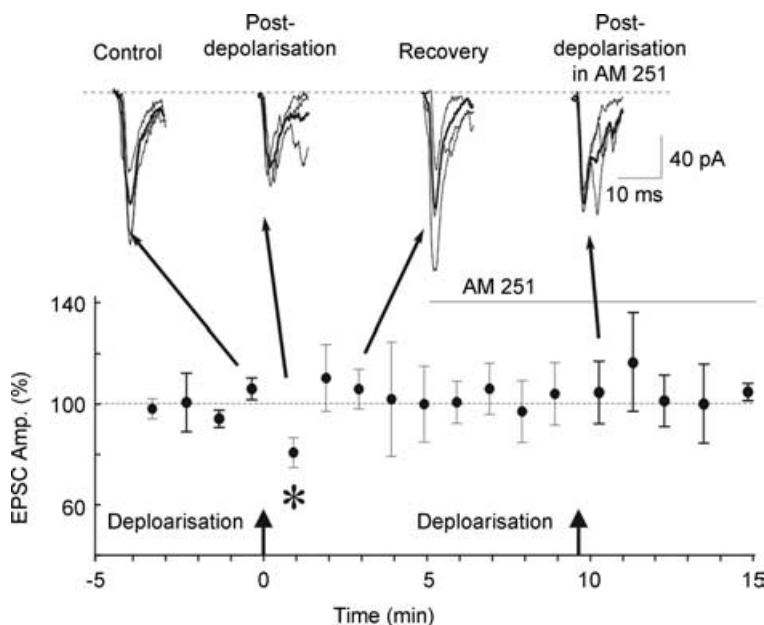 Control
Post-
depolarisation
Recovery
Post-
depolarisation
in AM 251
40 pA
10 ms
AM 251
EPSC Amp. (%)
140
100
60
*
Deploarisation
Deploarisation
-5
0
5
10
15
Time (min)